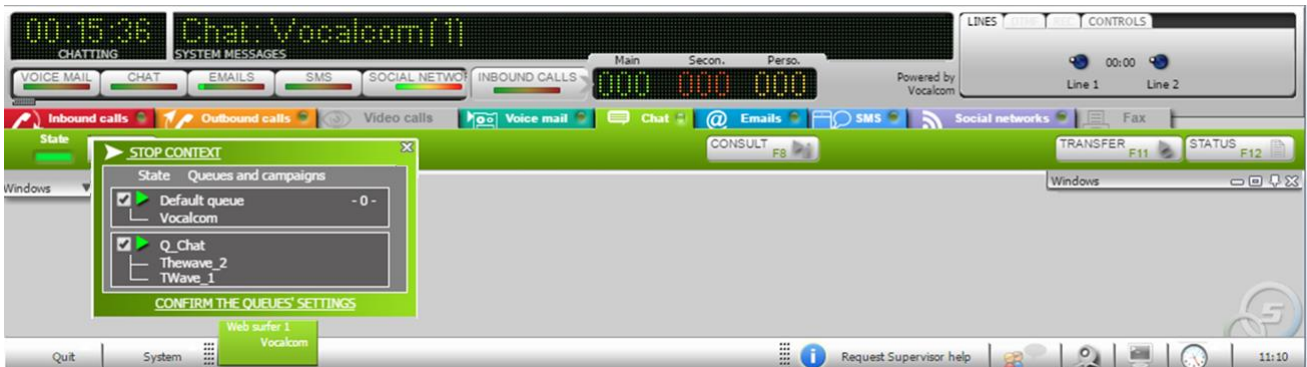 00:15:36
CHATTING
Chat: Vocalcom(1)
SYSTEM MESSAGES
LINES DTMF REC CONTROLS
00:00
Line 1 Line 2
VOICE MAIL CHAT EMAILS SMS SOCIAL NETWO INBOUND CALLS
Main Secon. Perso.
000 000 000
Powered by
Vocalcom
Inbound calls Outbound calls Video calls Voice mail Chat @ Emails SMS Social networks Fax
State
CONSULT F8
TRANSFER F11
STATUS F12
Windows
Windows
STOP CONTEXT
State Queues and campaigns
Default queue - 0 -
Vocalcom
Q_Chat
Thewave_2
TWave_1
CONFIRM THE QUEUES' SETTINGS
Web surfer 1
Vocalcom
5
Quit System i Request Supervisor help 11:10